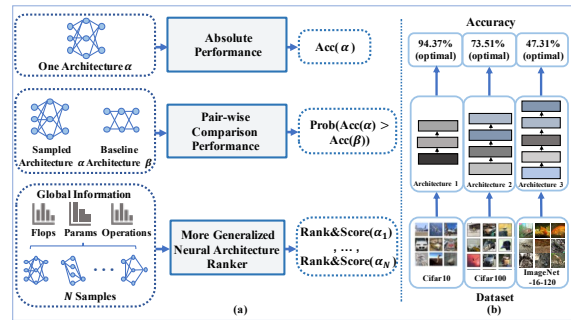 One Architecture α
Absolute
Performance
Acc(α)
Sampled
Architecture α
Baseline
Architecture β
Pair-wise
Comparison
Performance
Prob(Acc(α) >
Acc(β))
Global Information
Flops Params Operations
N Samples
More Generalized
Neural Architecture
Ranker
Rank&Score(α₁)
, ... ,
Rank&Score(α_N)
(a)
Accuracy
94.37%
(optimal)
73.51%
(optimal)
47.31%
(optimal)
Architecture 1
Architecture 2
Architecture 3
Cifar10
Cifar100
ImageNet
-16-120
Dataset
(b)